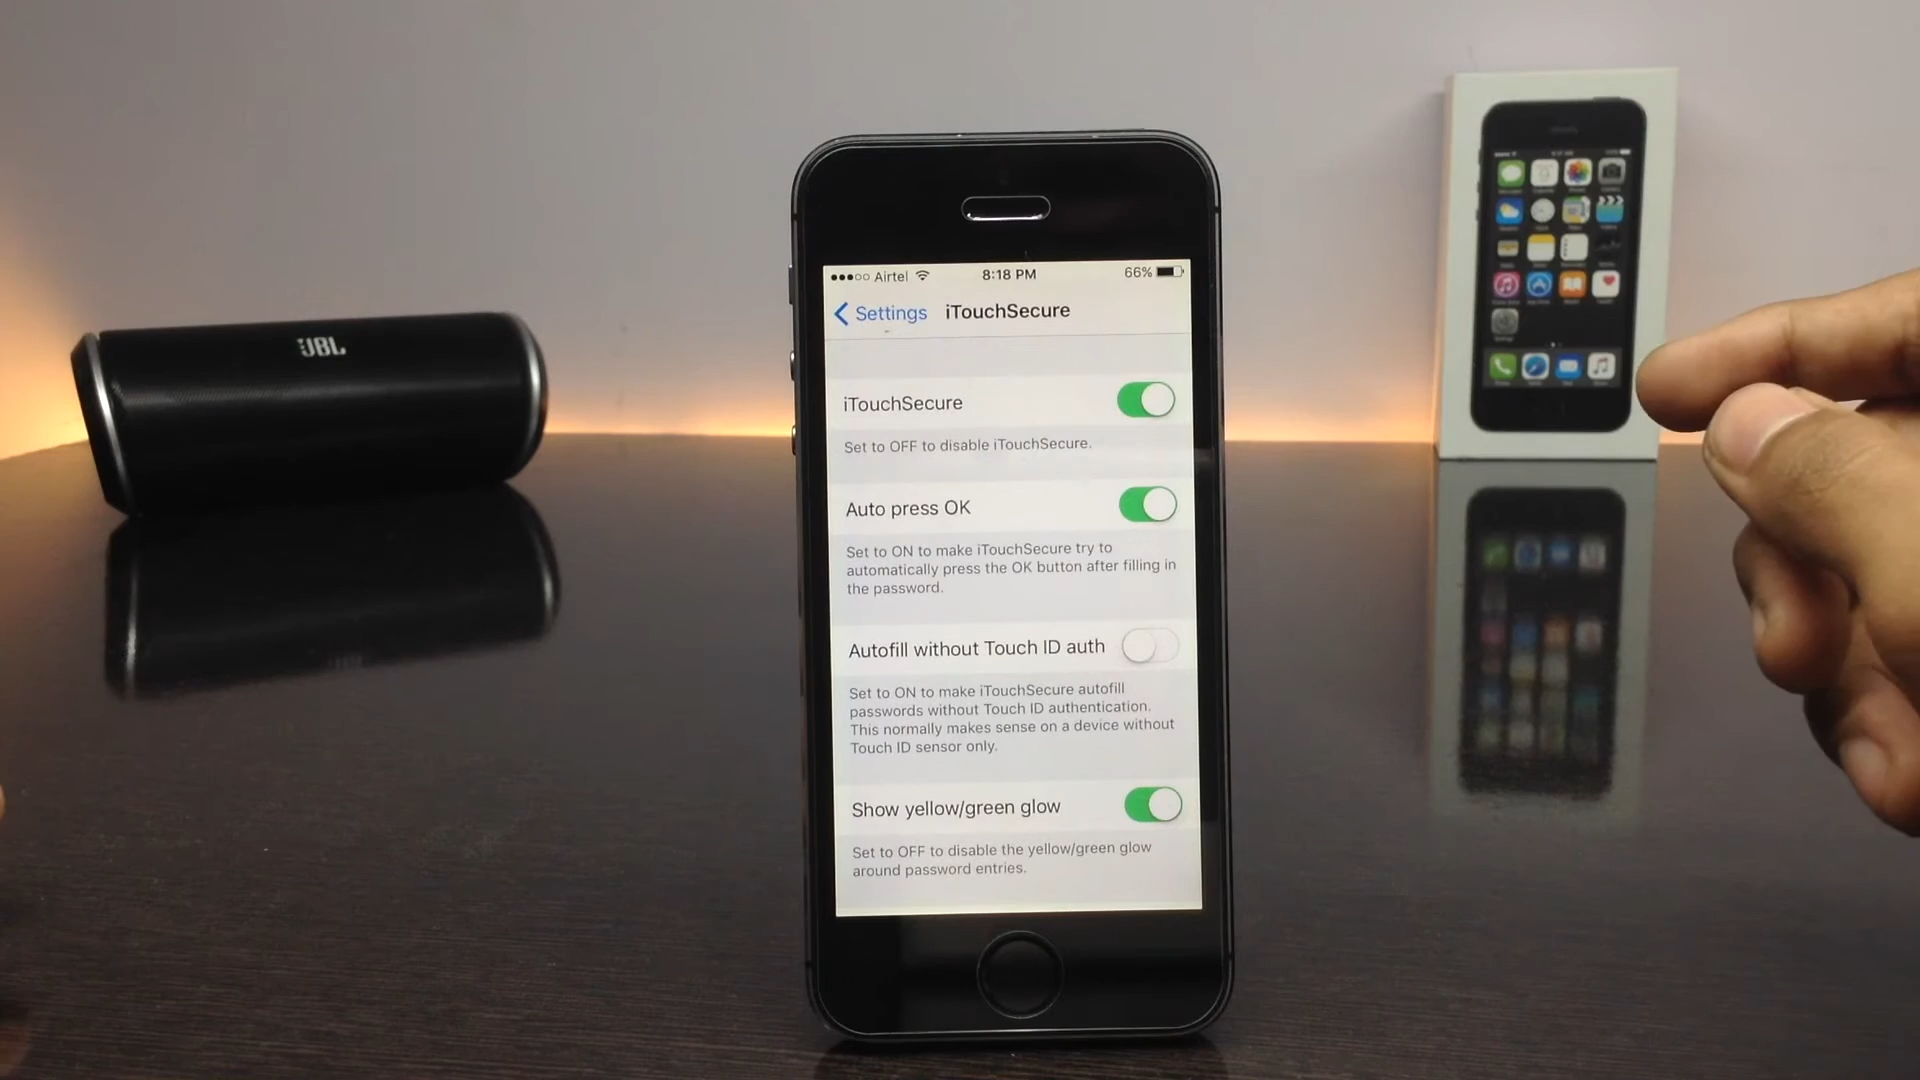 JBL
Airtel
8:18 PM
66%
Settings
iTouchSecure
iTouchSecure
Set to OFF to disable iTouchSecure.
Auto press OK
Set to ON to make iTouchSecure try to
automatically press the OK button after filling in
the password.
Autofill without Touch ID auth
Set to ON to make iTouchSecure autofill
passwords without Touch ID authentication.
This normally makes sense on a device without
Touch ID sensor only.
Show yellow/green glow
Set to OFF to disable the yellow/green glow
around password entries.